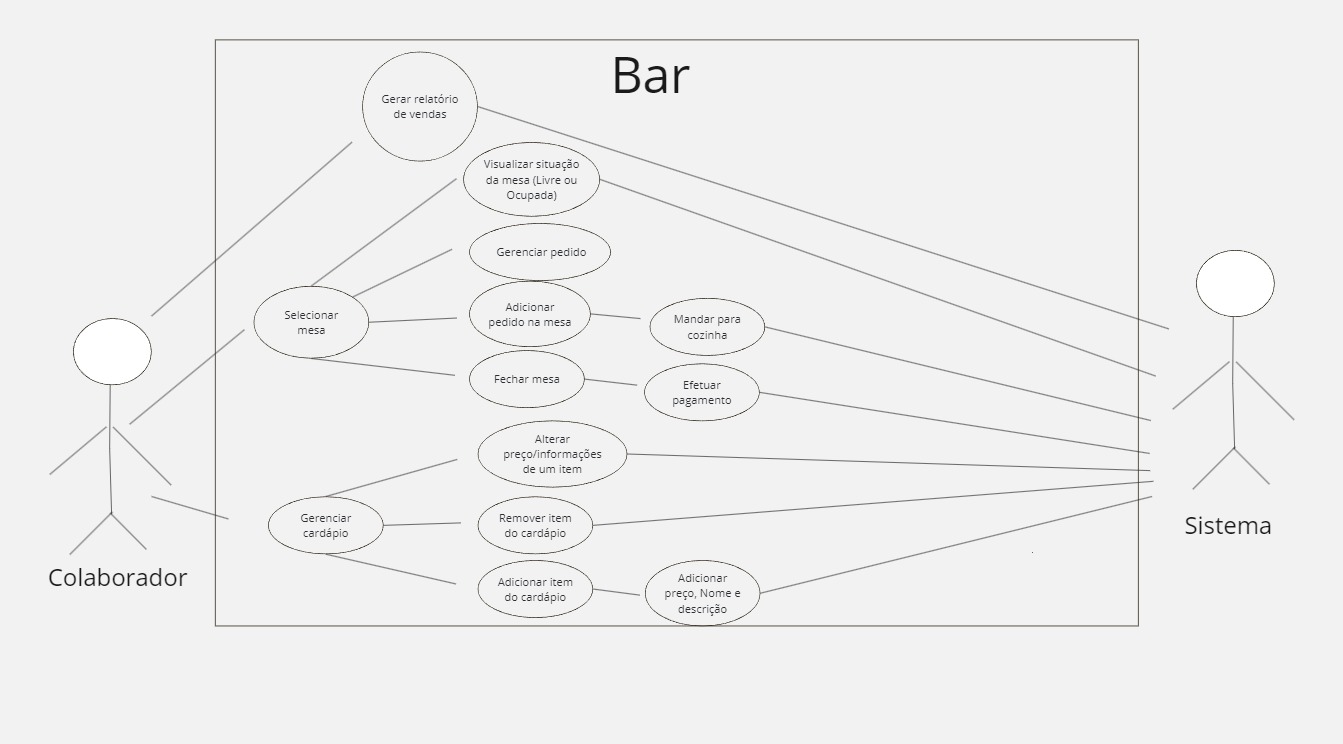 Bar
Gerar relatório
de vendas
Visualizar situação
da mesa (Livre ou
Ocupada)
Gerenciar pedido
Selecionar
mesa
Adicionar
pedido na mesa
Mandar para
cozinha
Fechar mesa
Efetuar
pagamento
Alterar
preço/informações
de um item
Gerenciar
cardápio
Remover item
do cardápio
Adicionar item
do cardápio
Adicionar
preço, Nome e
descrição
Colaborador
Sistema